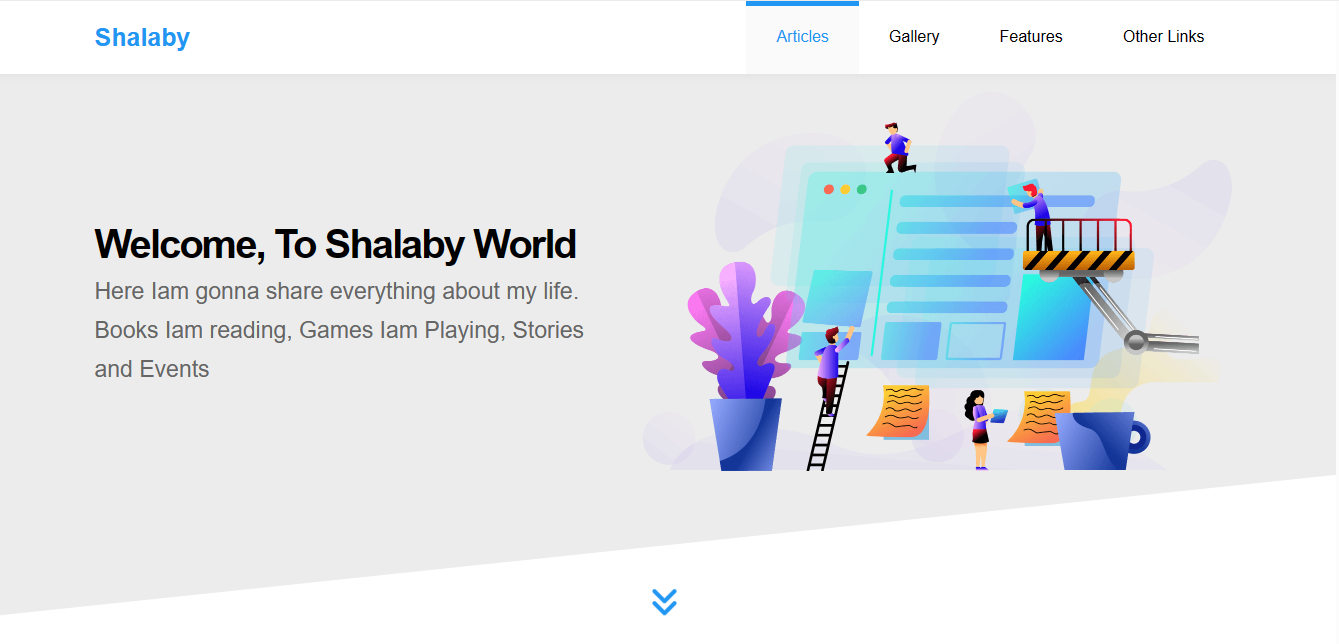 Shalaby
Articles Gallery Features Other Links
Welcome, To Shalaby World
Here Iam gonna share everything about my life.
Books Iam reading, Games Iam Playing, Stories
and Events